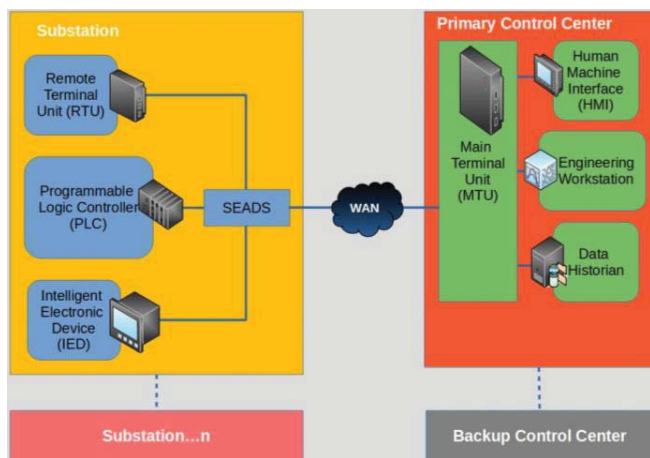 Substation
Remote
Terminal
Unit (RTU)
Programmable
Logic Controller
(PLC)
Intelligent
Electronic
Device
(IED)
SEADS
WAN
Primary Control Center
Main
Terminal
Unit
(MTU)
Human
Machine
Interface
(HMI)
Engineering
Workstation
Data
Historian
Substation...n
Backup Control Center